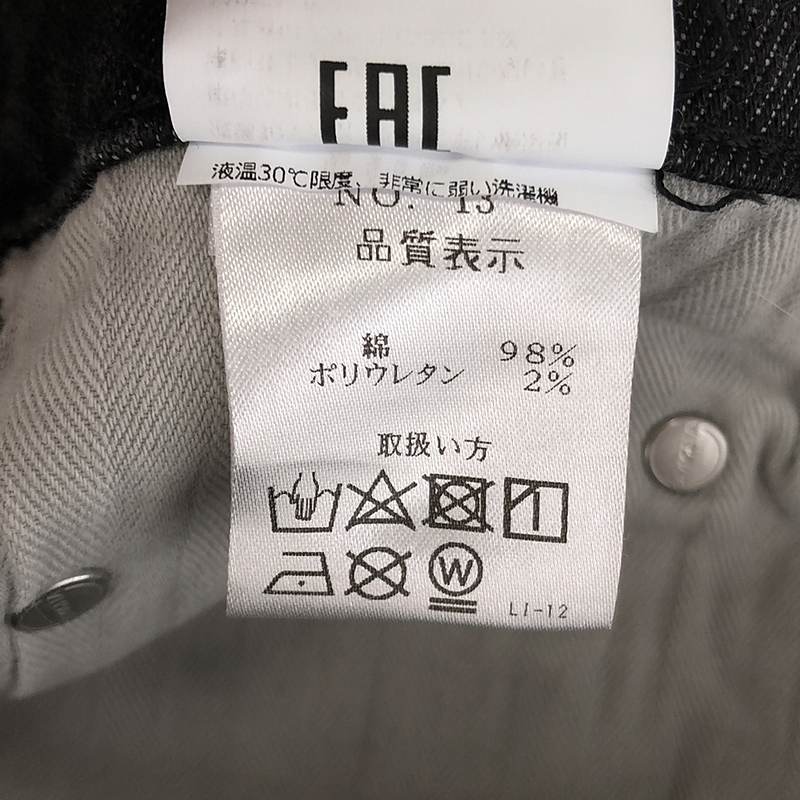 EAC
液温30℃限度、非常に弱い洗濯機
NO. 13
品質表示
綿 98%
ポリウレタン 2%
取扱い方
W
LI-12